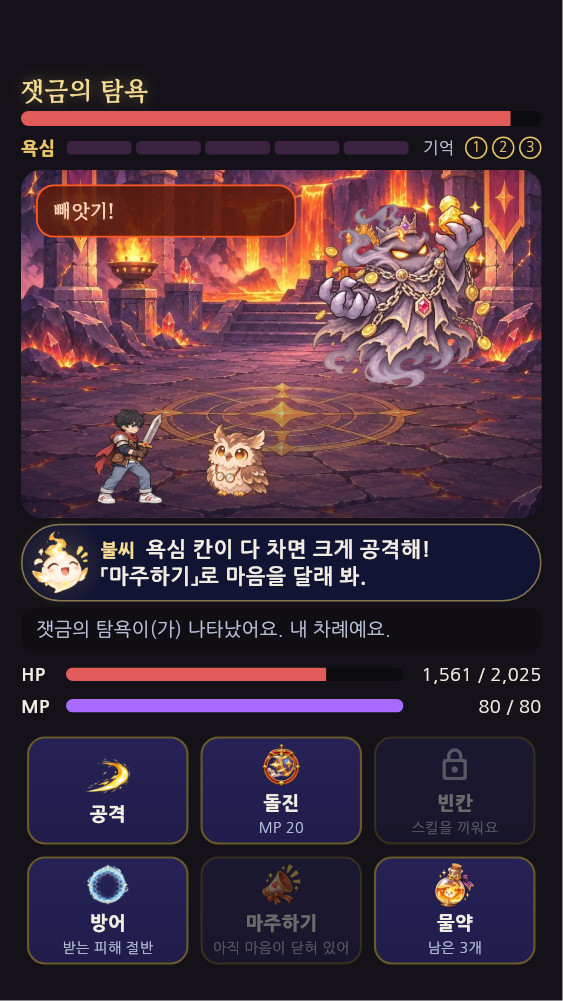 잿금의 탐욕
욕심 기억 1 2 3
빼앗기!
불씨 욕심 칸이 다 차면 크게 공격해!
「마주하기」로 마음을 달래 봐.
잿금의 탐욕이(가) 나타났어요. 내 차례예요.
HP 1,561 / 2,025
MP 80 / 80
공격
돌진
MP 20
빈칸
스킬을 끼워요
방어
받는 피해 절반
마주하기
아직 마음이 닫혀 있어
물약
남은 3개